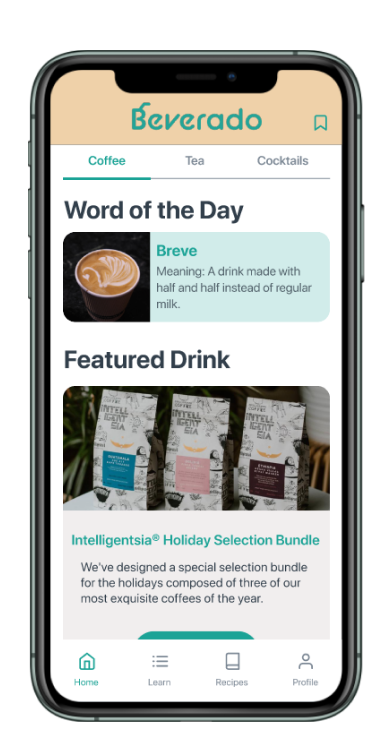 Beverado
Coffee Tea Cocktails
Word of the Day
Breve
Meaning: A drink made with
half and half instead of regular
milk.
Featured Drink
INTELL
IGENT
SIA
INTELL
IGENT
SIA
INTELL
IGENT
SIA
Intelligentsia® Holiday Selection Bundle
We've designed a special selection bundle
for the holidays composed of three of our
most exquisite coffees of the year.
Home Learn Recipes Profile